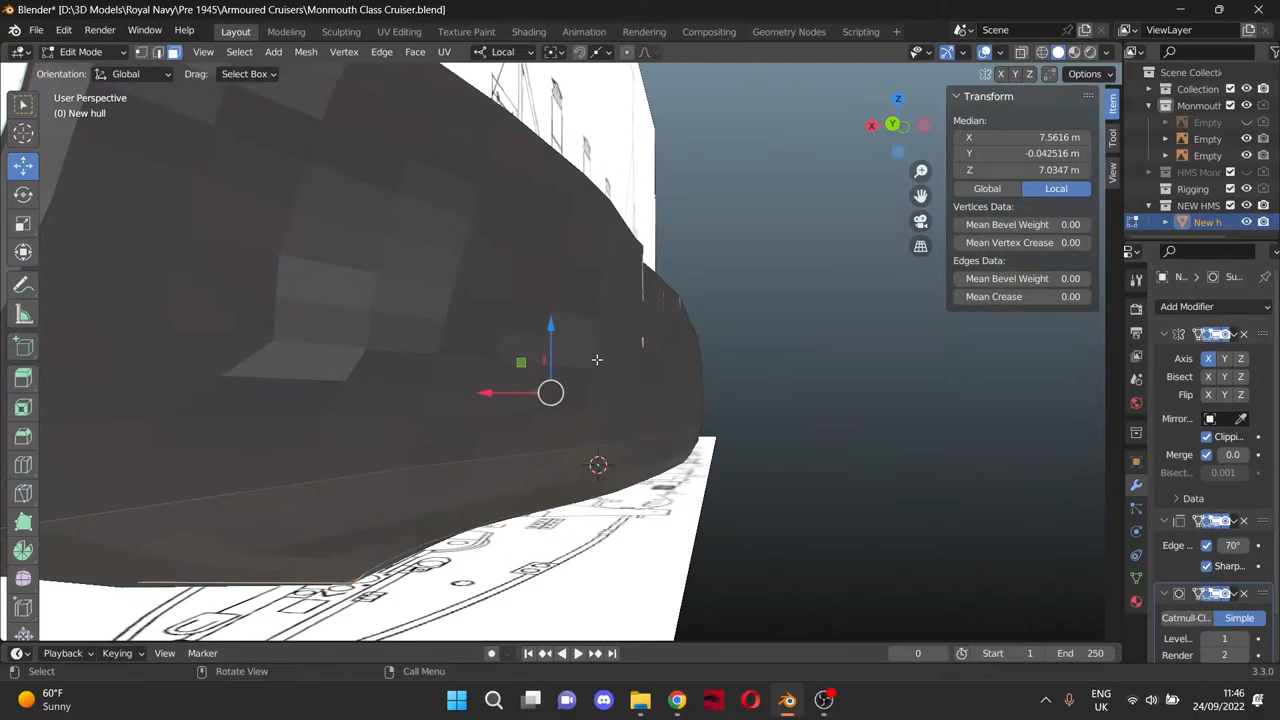 Blender* [D:\3D Models\Royal Navy\Pre 1945\Armoured Cruisers\Monmouth Class Cruiser.blend]
File Edit Render Window Help Layout Modeling Sculpting UV Editing Texture Paint Shading Animation Rendering Compositing Geometry Nodes Scripting Scene ViewLayer
Edit Mode View Select Add Mesh Vertex Edge Face UV Local
Orientation: Global Drag: Select Box X Y Z Options
User Perspective
(0) New hull
Z
X
Y
Transform
Median:
X 7.5616 m
Y -0.042516 m
Z 7.0347 m
Global Local
Vertices Data:
Mean Bevel Weight 0.00
Mean Vertex Crease 0.00
Edges Data:
Mean Bevel Weight 0.00
Mean Crease 0.00
Item
Tool
View
Scene Collecti
Collection
Monmout
Empty
Empty
Empty
HMS Monr
Rigging
NEW HMS
New h
N... Su...
Add Modifier
Axis X Y Z
Bisect X Y Z
Flip X Y Z
Mirror...
Clippi...
Merge 0.0
Bisect... 0.001
Data
Edge ... 70°
Sharp...
Catmull-Cl... Simple
Level... 1
Render 2
Playback Keying View Marker 0 Start 1 End 250
Select Rotate View Call Menu 3.3.0
60°F
Sunny
ENG
UK
11:46
24/09/2022